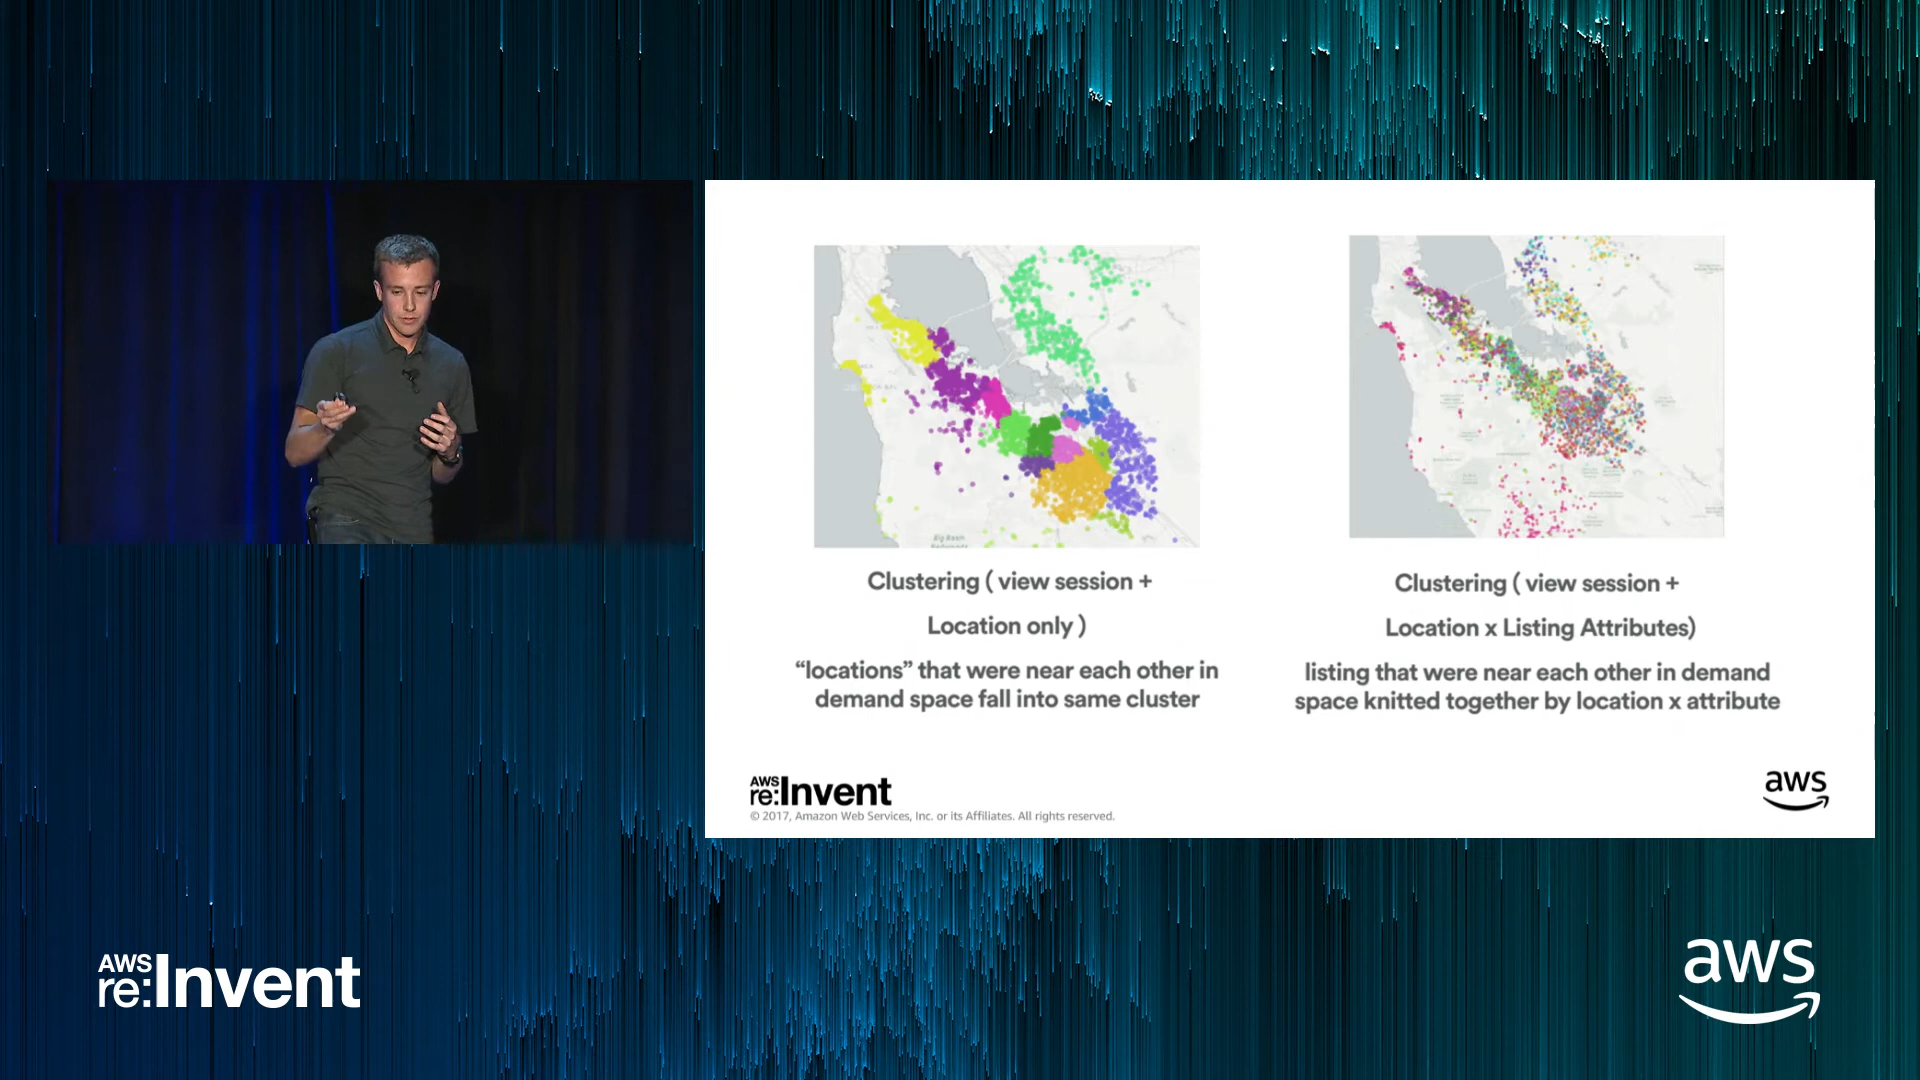 Clustering ( view session +
Location only )
“locations” that were near each other in
demand space fall into same cluster
Clustering ( view session +
Location x Listing Attributes)
listing that were near each other in demand
space knitted together by location x attribute
AWS
re:Invent
© 2017, Amazon Web Services, Inc. or its Affiliates. All rights reserved.
aws
AWS
re:Invent
aws